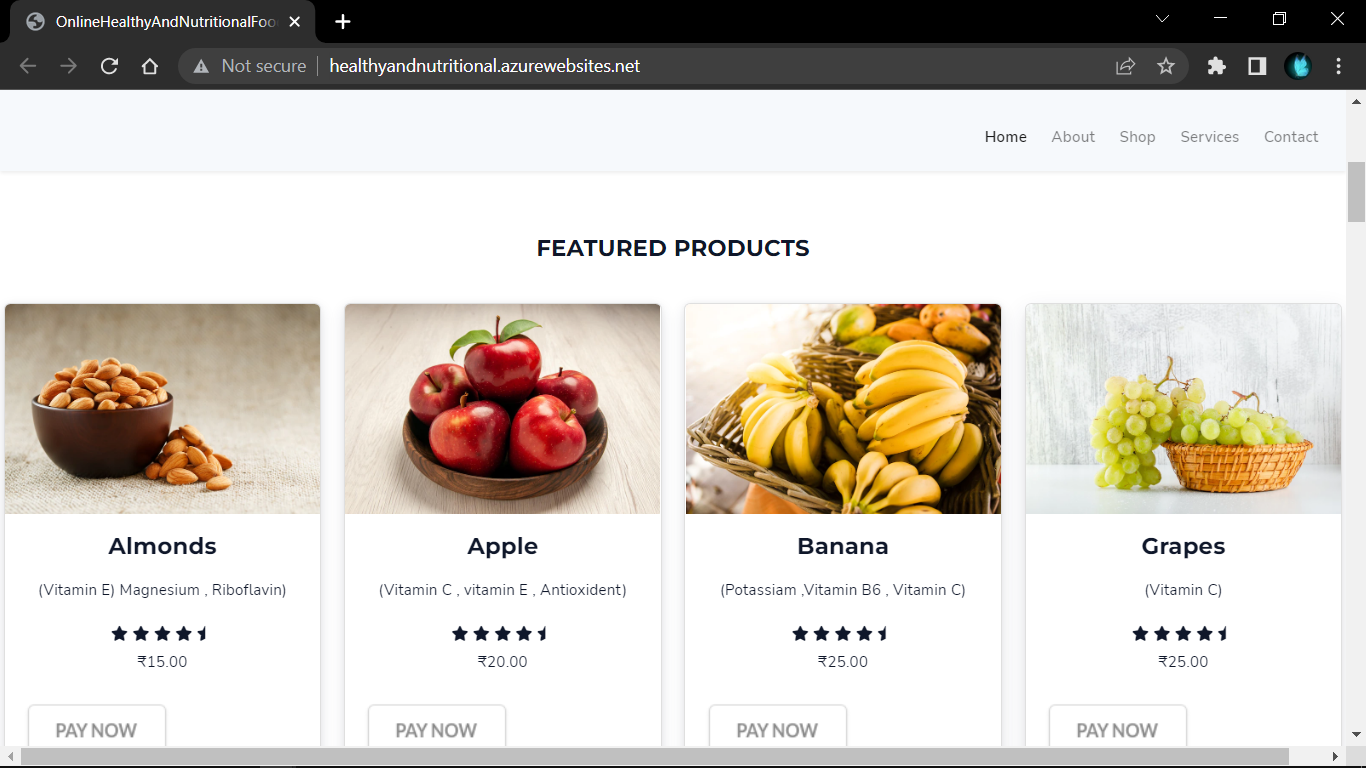 OnlineHealthyAndNutritionalFoo
Not secure
healthyandnutritional.azurewebsites.net
Home About Shop Services Contact
FEATURED PRODUCTS
Almonds
(Vitamin E) Magnesium , Riboflavin)
₹15.00
PAY NOW
Apple
(Vitamin C , vitamin E , Antioxident)
₹20.00
PAY NOW
Banana
(Potassiam ,Vitamin B6 , Vitamin C)
₹25.00
PAY NOW
Grapes
(Vitamin C)
₹25.00
PAY NOW